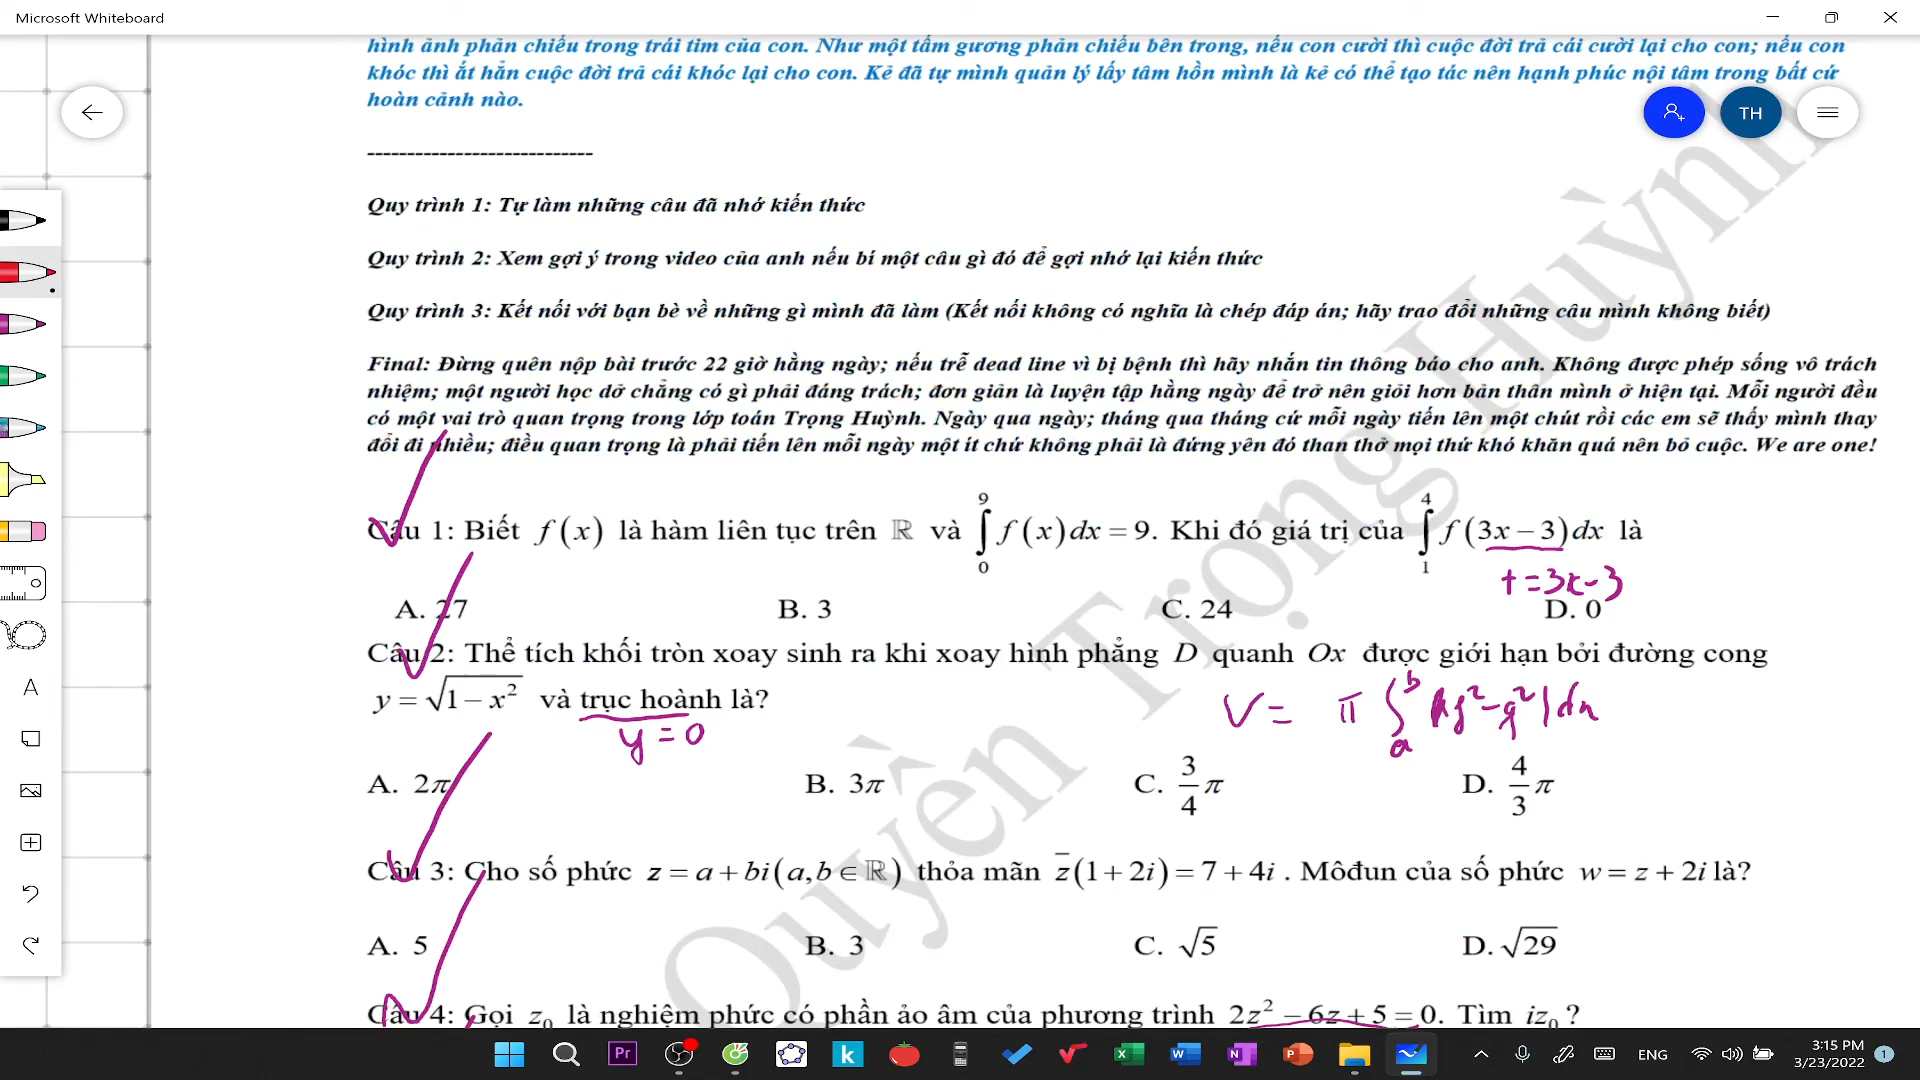 Microsoft Whiteboard
hình ảnh phản chiếu trong trái tim của con. Như một tấm gương phản chiếu bên trong, nếu con cười thì cuộc đời trả cái cười lại cho con; nếu con
khóc thì ắt hẳn cuộc đời trả cái khóc lại cho con. Kẻ đã tự mình quản lý lấy tâm hồn mình là kẻ có thể tạo tác nên hạnh phúc nội tâm trong bất cứ
hoàn cảnh nào.
TH
----------------------------
Quy trình 1: Tự làm những câu đã nhớ kiến thức
Quy trình 2: Xem gợi ý trong video của anh nếu bí một câu gì đó để gợi nhớ lại kiến thức
Quy trình 3: Kết nối với bạn bè về những gì mình đã làm (Kết nối không có nghĩa là chép đáp án; hãy trao đổi những câu mình không biết)
Final: Đừng quên nộp bài trước 22 giờ hằng ngày; nếu trễ dead line vì bị bệnh thì hãy nhắn tin thông báo cho anh. Không được phép sống vô trách
nhiệm; một người học dở chẳng có gì phải đáng trách; đơn giản là luyện tập hằng ngày để trở nên giỏi hơn bản thân mình ở hiện tại. Mỗi người đều
có một vai trò quan trọng trong lớp toán Trọng Huỳnh. Ngày qua ngày; tháng qua tháng cứ mỗi ngày tiến lên một chút rồi các em sẽ thấy mình thay
đổi đi nhiều; điều quan trọng là phải tiến lên mỗi ngày một ít chứ không phải là đứng yên đó than thở mọi thứ khó khăn quá nên bỏ cuộc. We are one!
Câu 1: Biết f(x) là hàm liên tục trên ℝ và ∫₀⁹ f(x)dx = 9. Khi đó giá trị của ∫₁⁴ f(3x − 3)dx là
t = 3x - 3
A. 27 B. 3 C. 24 D. 0
Câu 2: Thể tích khối tròn xoay sinh ra khi xoay hình phẳng D quanh Ox được giới hạn bởi đường cong
y = √(1 − x²) và trục hoành là?
y = 0
V = π ∫ₐᵇ |f² - g²| dx
A. 2π B. 3π C. 3/4 π D. 4/3 π
Câu 3: Cho số phức z = a + bi (a, b ∈ ℝ) thỏa mãn z̄(1 + 2i) = 7 + 4i. Môđun của số phức w = z + 2i là?
A. 5 B. 3 C. √5 D. √29
Câu 4: Gọi z₀ là nghiệm phức có phần ảo âm của phương trình 2z² − 6z + 5 = 0. Tìm iz₀ ?
Quyền Trọng Huỳnh
ENG
3:15 PM
3/23/2022
1